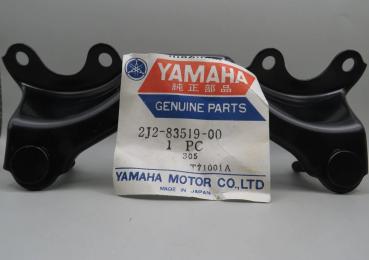 YAMAHA
純正部品
GENUINE PARTS
2J2-83519-00
1 PC
305
YAMAHA MOTOR CO.,LTD
MADE IN JAPAN